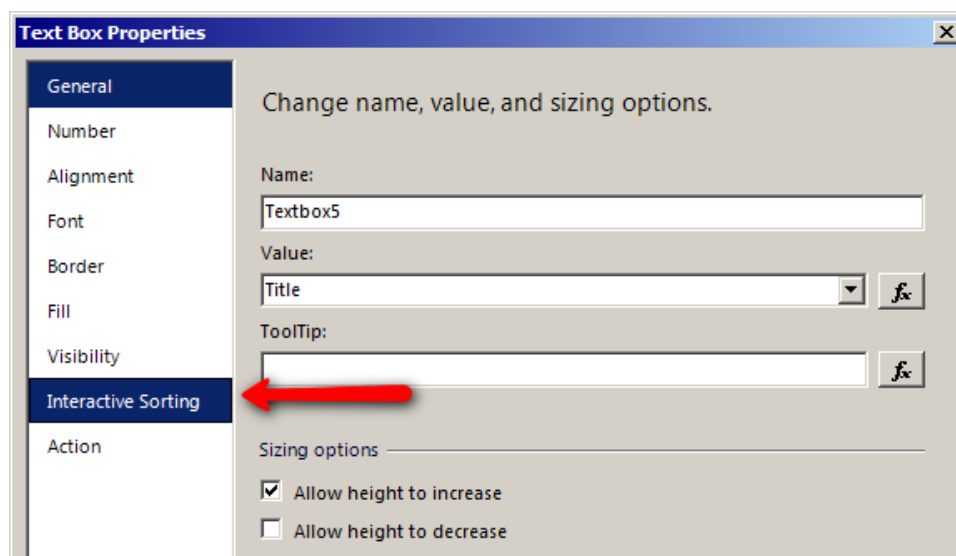 Text Box Properties
General
Number
Alignment
Font
Border
Fill
Visibility
Interactive Sorting
Action
Change name, value, and sizing options.
Name:
Textbox5
Value:
Title
fx
ToolTip:
fx
Sizing options
Allow height to increase
Allow height to decrease